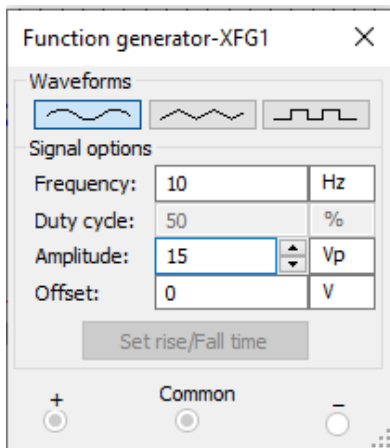 Function generator-XFG1
Waveforms
Signal options
Frequency: 10 Hz
Duty cycle: 50 %
Amplitude: 15 Vp
Offset: 0 V
Set rise/Fall time
+ Common −